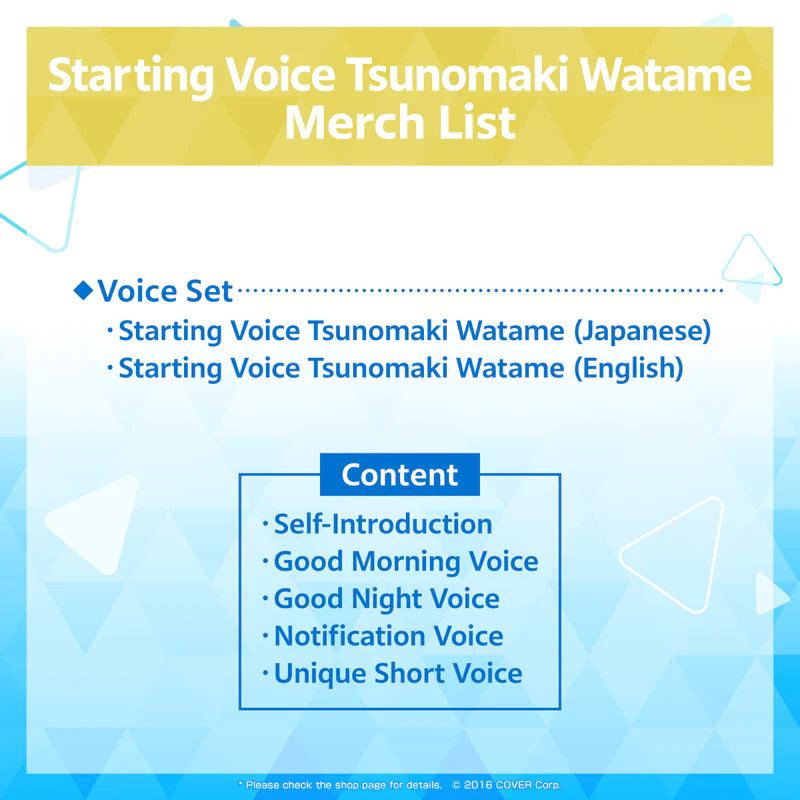 Starting Voice Tsunomaki Watame
Merch List
◆Voice Set
・Starting Voice Tsunomaki Watame (Japanese)
・Starting Voice Tsunomaki Watame (English)
Content
・Self-Introduction
・Good Morning Voice
・Good Night Voice
・Notification Voice
・Unique Short Voice
* Please check the shop page for details. © 2016 COVER Corp.